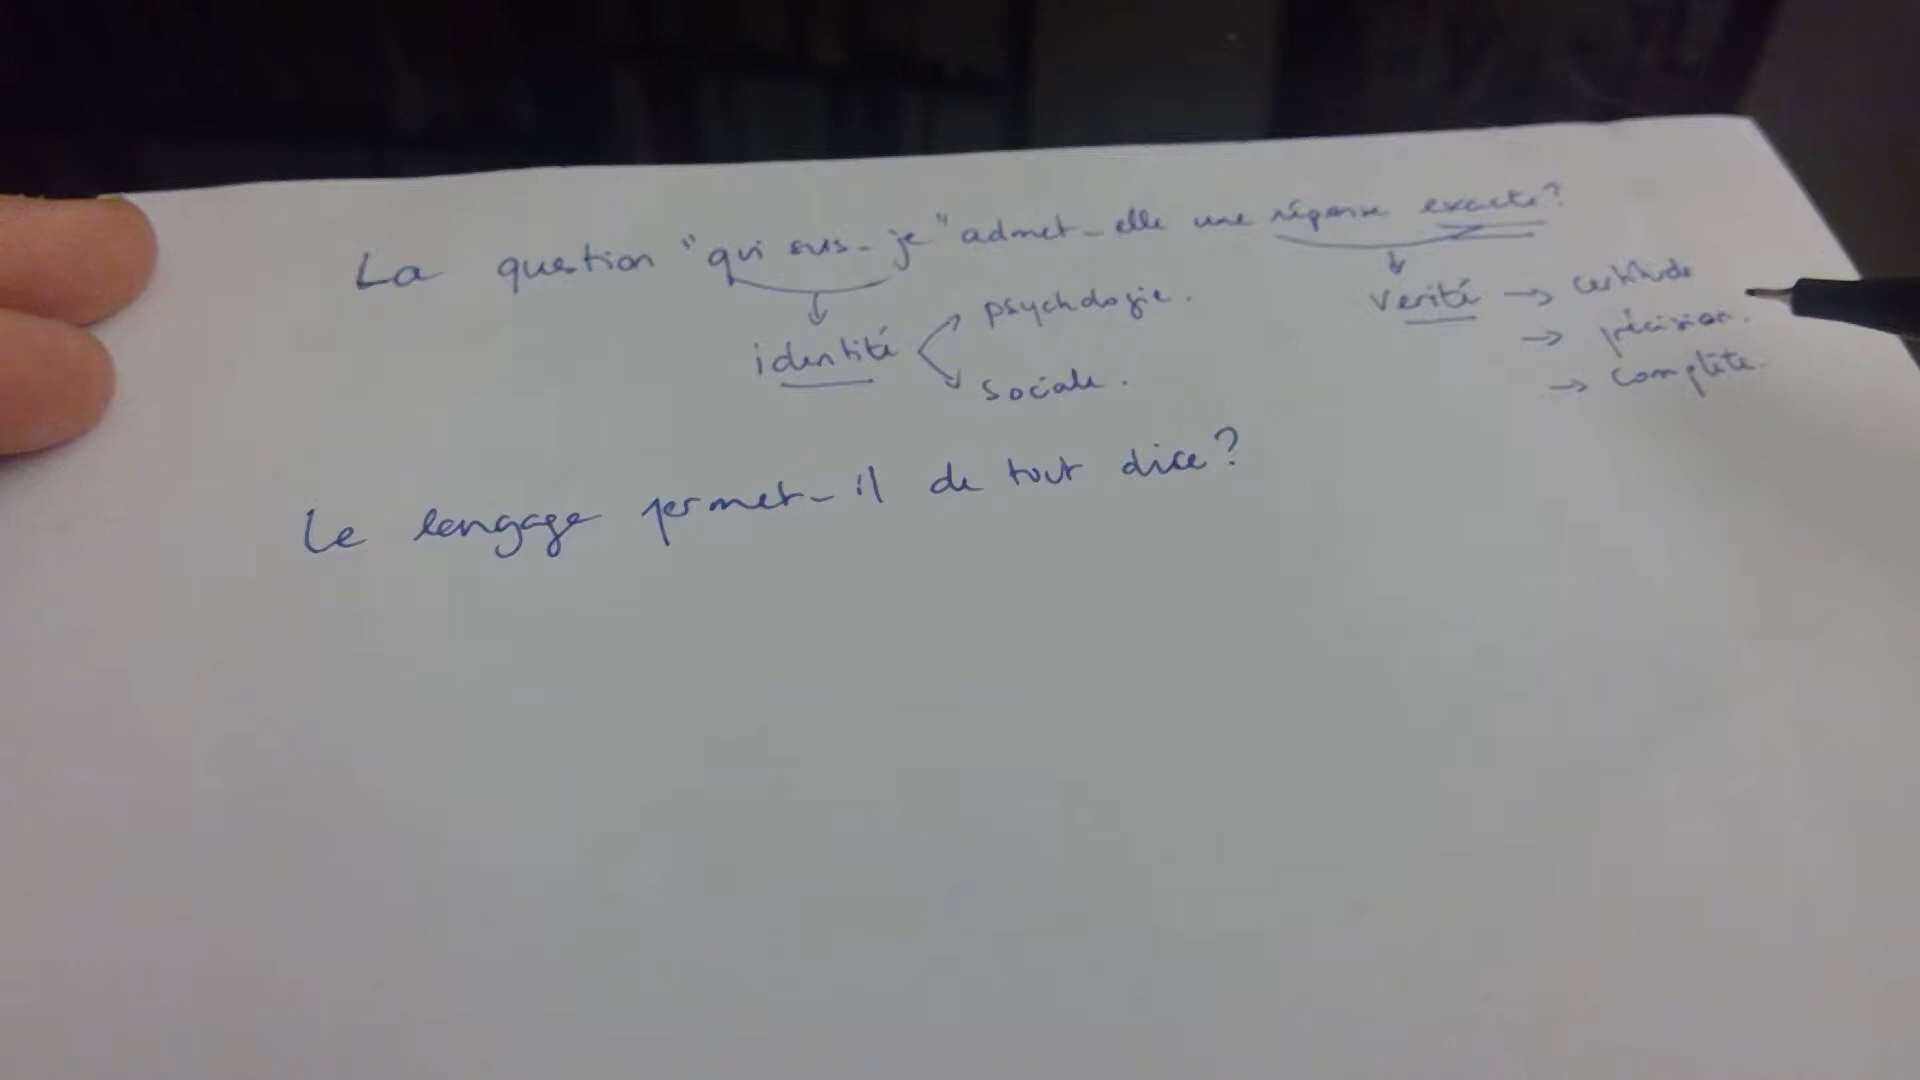 La question "qui suis-je" admet-elle une réponse exacte?
identité
psychologie.
sociale.
vérité → certitude
→ précision.
→ complète.
Le langage permet-il de tout dire?